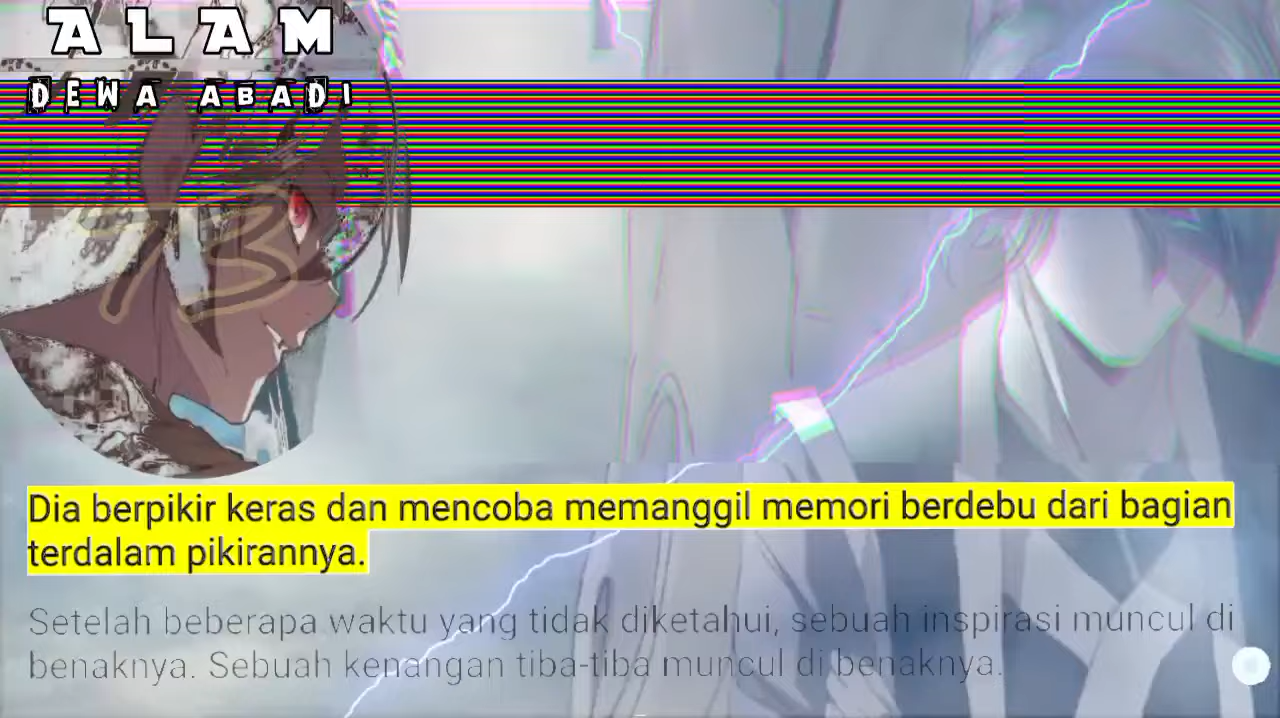 ALAM
DEWA ABADI
Dia berpikir keras dan mencoba memanggil memori berdebu dari bagian
terdalam pikirannya.
Setelah beberapa waktu yang tidak diketahui, sebuah inspirasi muncul di
benaknya. Sebuah kenangan tiba-tiba muncul di benaknya.